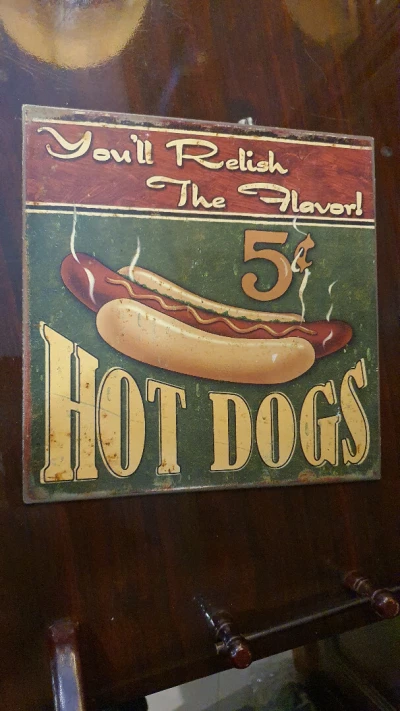 You'll Relish
The Flavor!
5¢
HOT DOGS